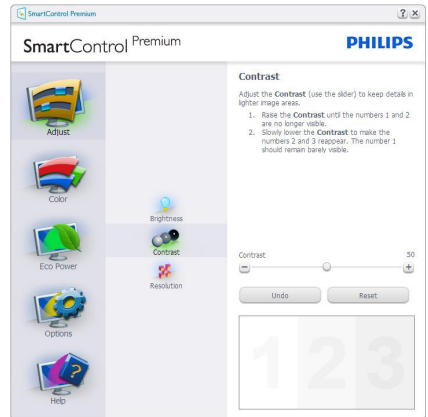 SmartControl Premium
? ×
SmartControl Premium
PHILIPS
Adjust
Color
Eco Power
Options
Help
Brightness
Contrast
Resolution
Contrast
Adjust the Contrast (use the slider) to keep details in
lighter image areas.
1. Raise the Contrast until the numbers 1 and 2
are no longer visible.
2. Slowly lower the Contrast to make the
numbers 2 and 3 reappear. The number 1
should remain barely visible.
Contrast 50
Undo Reset
1 2 3